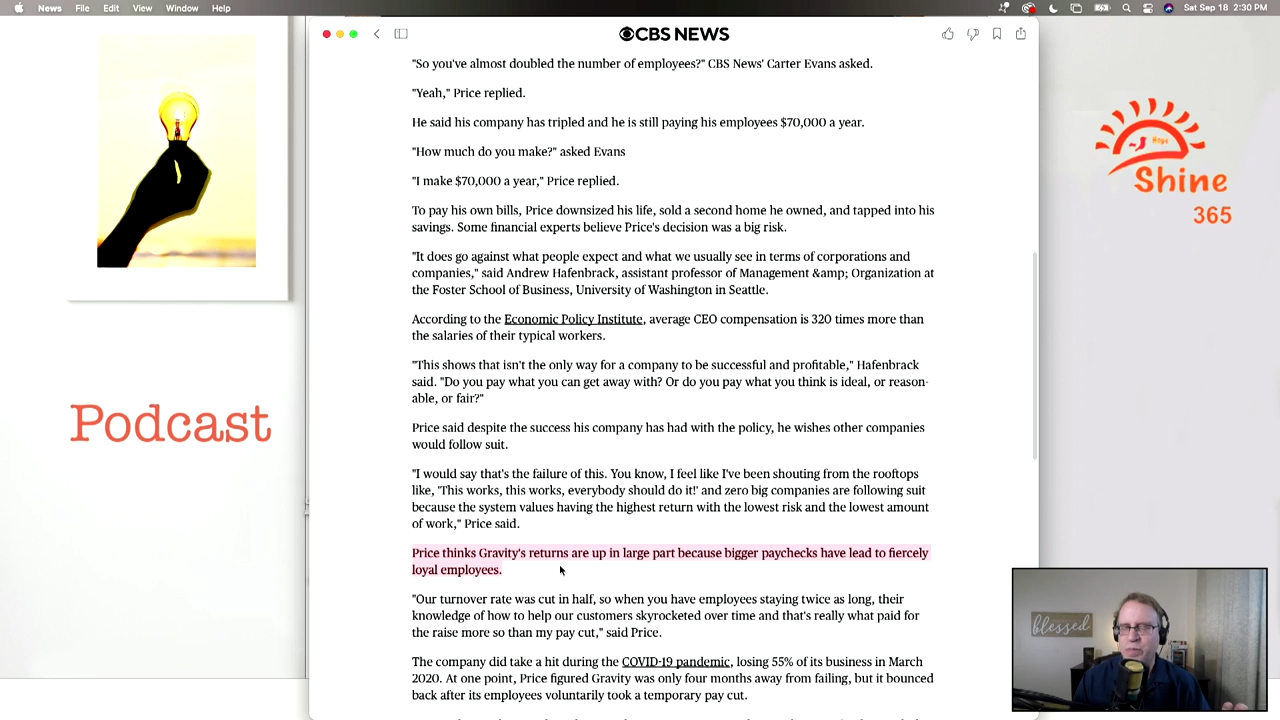 News File Edit View Window Help
Sat Sep 18 2:30 PM
CBS NEWS
"So you've almost doubled the number of employees?" CBS News' Carter Evans asked.
"Yeah," Price replied.
He said his company has tripled and he is still paying his employees $70,000 a year.
"How much do you make?" asked Evans
"I make $70,000 a year," Price replied.
To pay his own bills, Price downsized his life, sold a second home he owned, and tapped into his
savings. Some financial experts believe Price's decision was a big risk.
"It does go against what people expect and what we usually see in terms of corporations and
companies," said Andrew Hafenbrack, assistant professor of Management &amp; Organization at
the Foster School of Business, University of Washington in Seattle.
According to the Economic Policy Institute, average CEO compensation is 320 times more than
the salaries of their typical workers.
"This shows that isn't the only way for a company to be successful and profitable," Hafenbrack
said. "Do you pay what you can get away with? Or do you pay what you think is ideal, or reason-
able, or fair?"
Price said despite the success his company has had with the policy, he wishes other companies
would follow suit.
"I would say that's the failure of this. You know, I feel like I've been shouting from the rooftops
like, 'This works, this works, everybody should do it!' and zero big companies are following suit
because the system values having the highest return with the lowest risk and the lowest amount
of work," Price said.
Price thinks Gravity's returns are up in large part because bigger paychecks have lead to fiercely
loyal employees.
"Our turnover rate was cut in half, so when you have employees staying twice as long, their
knowledge of how to help our customers skyrocketed over time and that's really what paid for
the raise more so than my pay cut," said Price.
The company did take a hit during the COVID-19 pandemic, losing 55% of its business in March
2020. At one point, Price figured Gravity was only four months away from failing, but it bounced
back after its employees voluntarily took a temporary pay cut.
Podcast
Hope
Shine
365
blessed